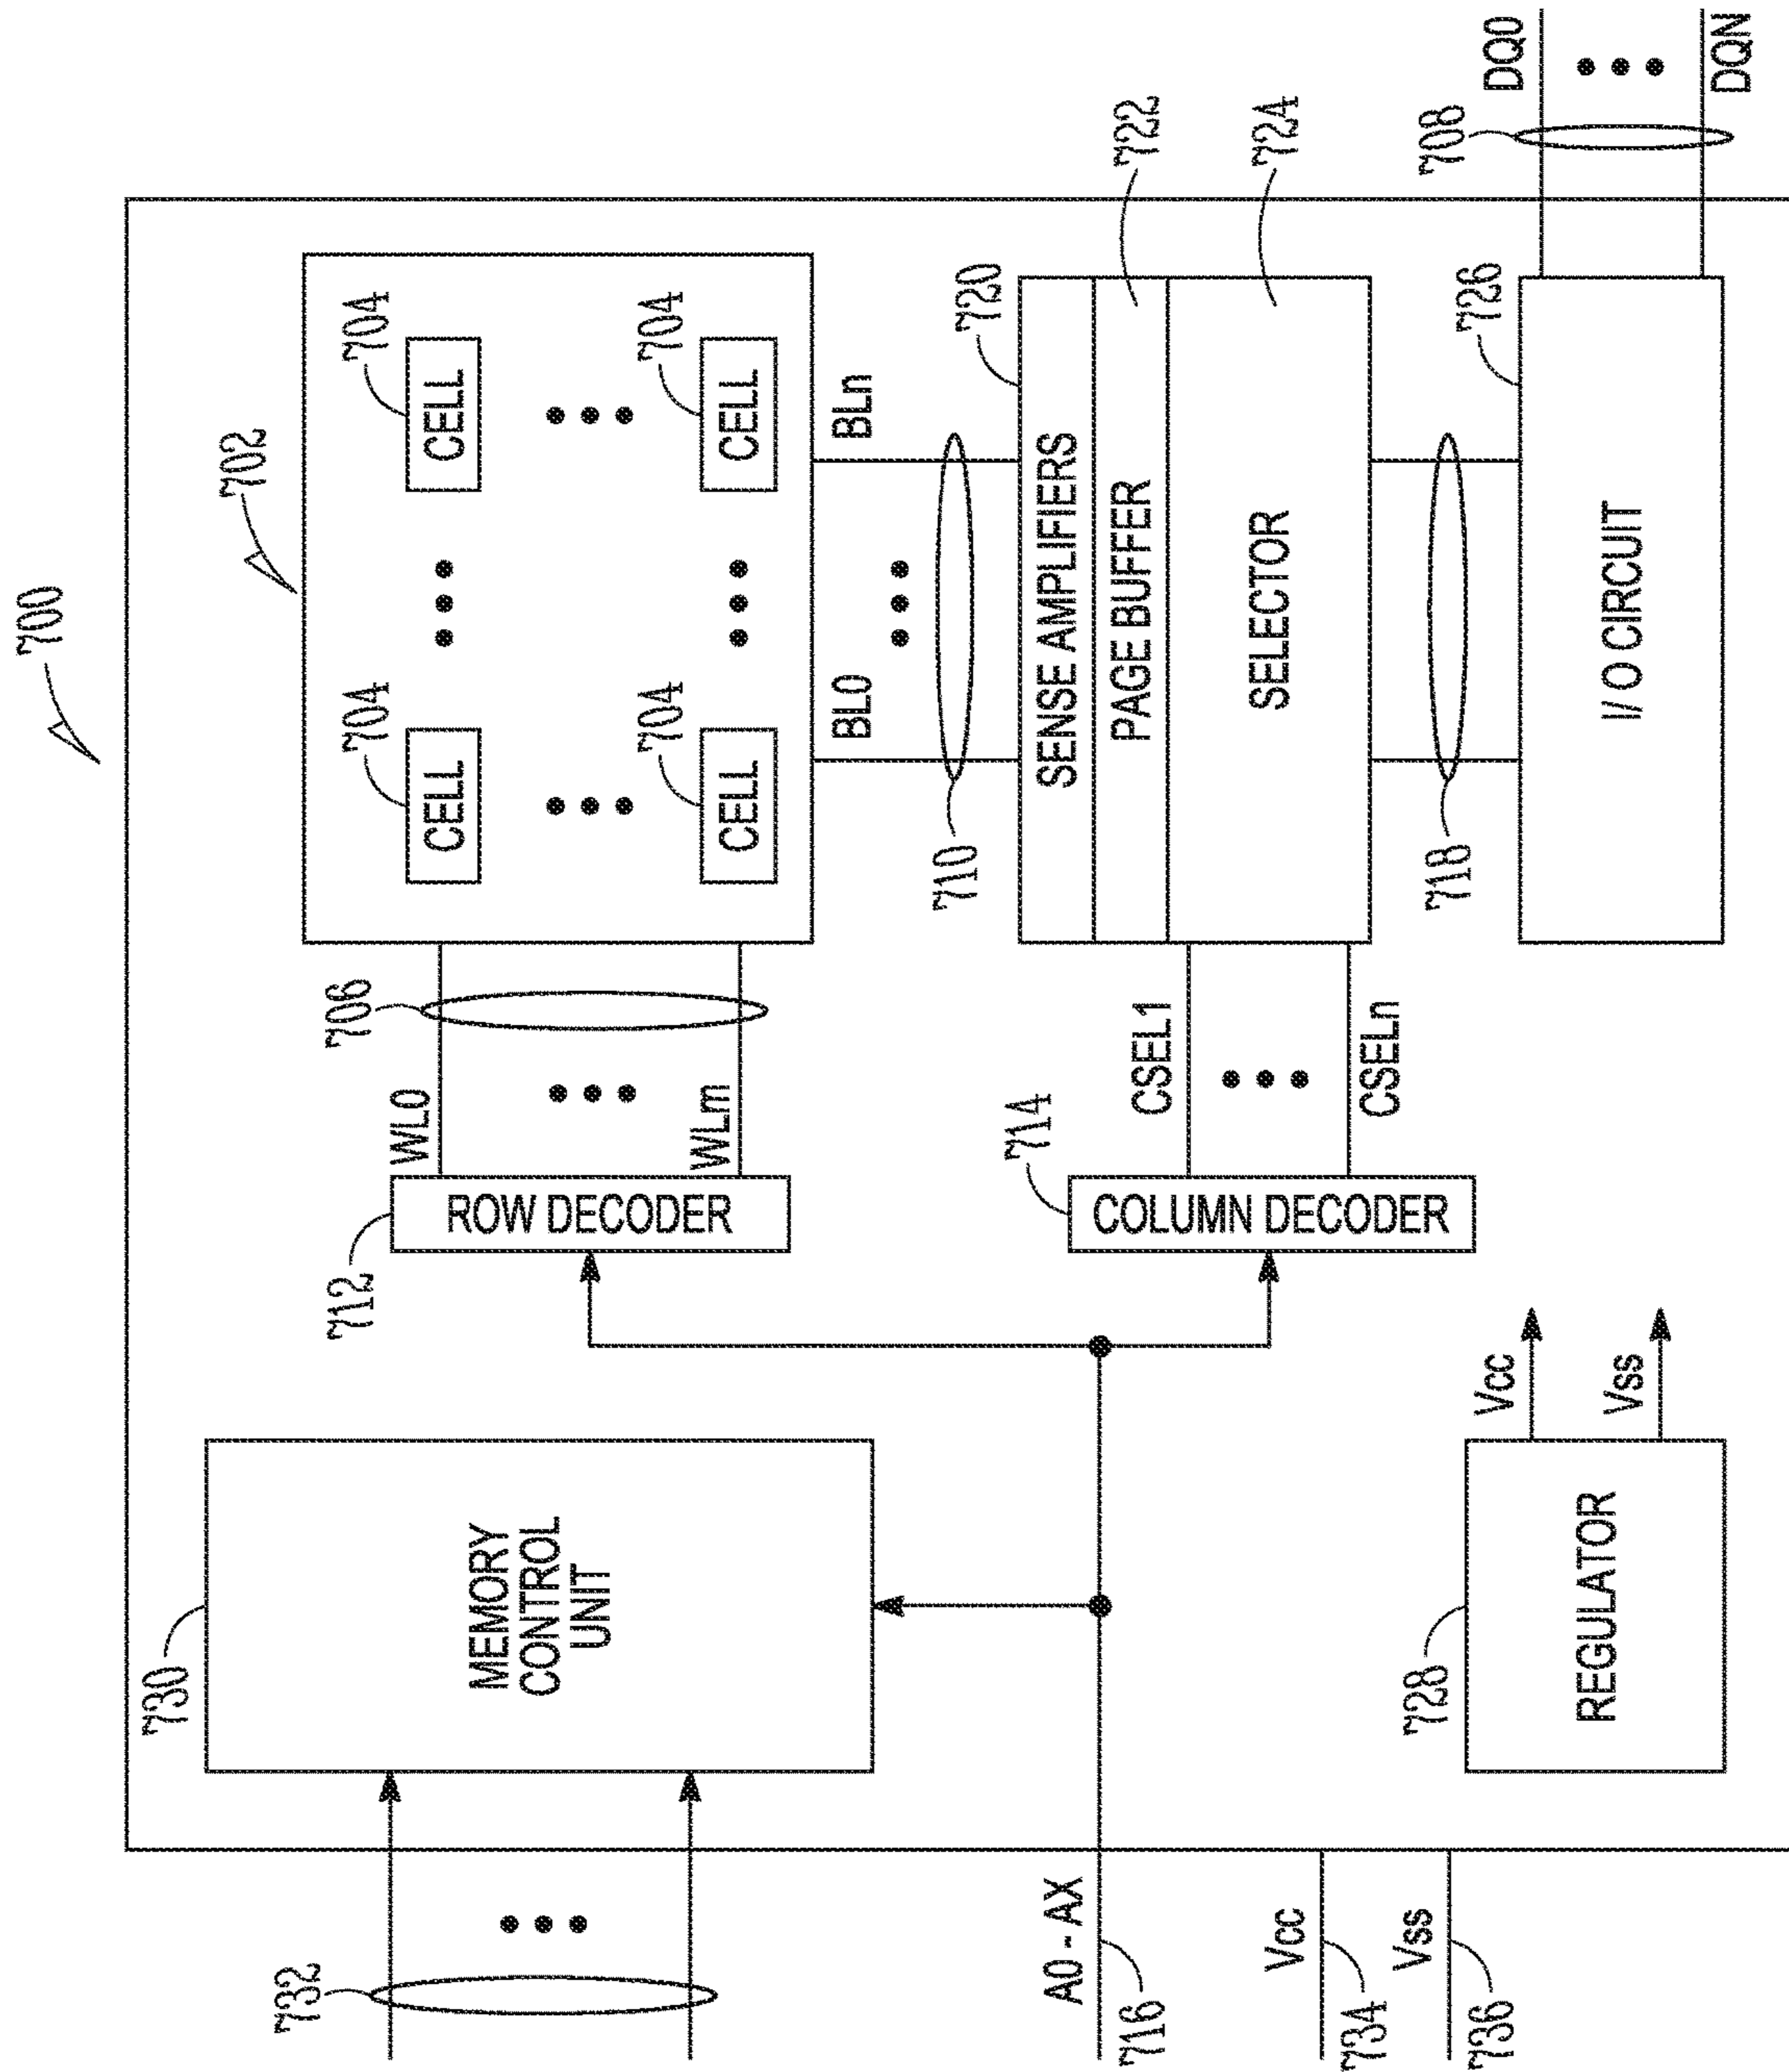 700
702
704
CELL
704
CELL
704
CELL
704
CELL
730
MEMORY
CONTROL
UNIT
732
706
WL0
WLm
712
ROW DECODER
BL0
BLn
710
720
SENSE AMPLIFIERS
722
PAGE BUFFER
724
SELECTOR
714
COLUMN DECODER
CSEL1
CSELn
718
726
I/O CIRCUIT
708
DQ0
DQN
A0 - AX
716
Vcc
734
Vss
736
728
REGULATOR
Vcc
Vss